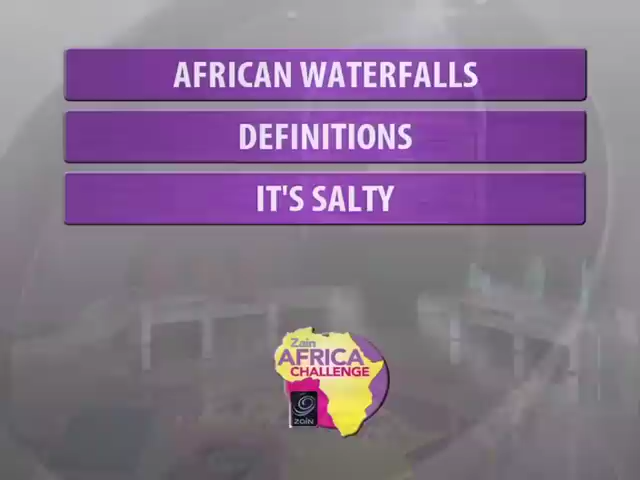 AFRICAN WATERFALLS
DEFINITIONS
IT'S SALTY
Zain
AFRICA
CHALLENGE
ZAIN